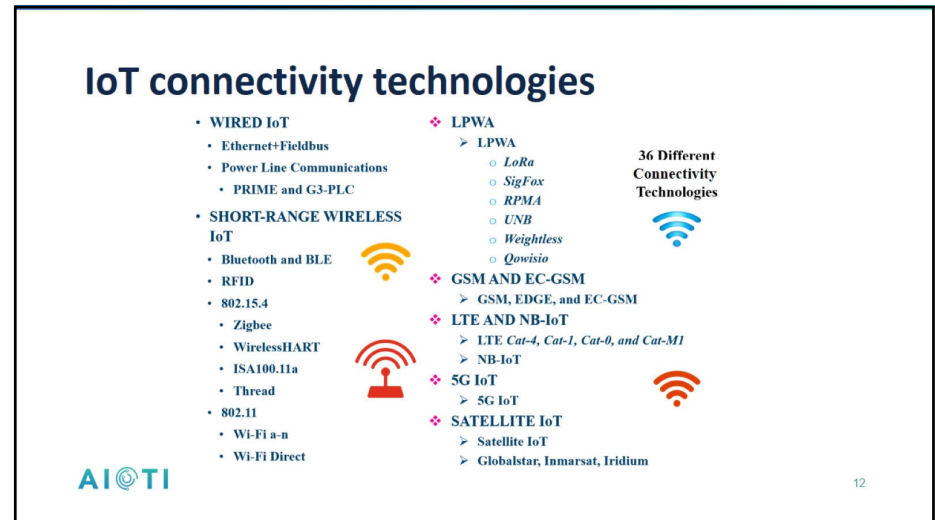 IoT connectivity technologies
• WIRED IoT
• Ethernet+Fieldbus
• Power Line Communications
• PRIME and G3-PLC
• SHORT-RANGE WIRELESS
IoT
• Bluetooth and BLE
• RFID
• 802.15.4
• Zigbee
• WirelessHART
• ISA100.11a
• Thread
• 802.11
• Wi-Fi a-n
• Wi-Fi Direct
❖ LPWA
➢ LPWA
o LoRa
o SigFox
o RPMA
o UNB
o Weightless
o Qowisio
❖ GSM AND EC-GSM
➢ GSM, EDGE, and EC-GSM
❖ LTE AND NB-IoT
➢ LTE Cat-4, Cat-1, Cat-0, and Cat-M1
➢ NB-IoT
❖ 5G IoT
➢ 5G IoT
❖ SATELLITE IoT
➢ Satellite IoT
➢ Globalstar, Inmarsat, Iridium
36 Different
Connectivity
Technologies
AIOTI
12